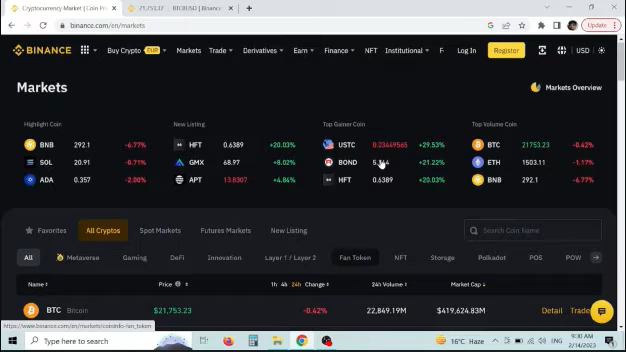 Cryptocurrency Market | Coin Pri
21,753.32 | BTCBUSD | Binance
binance.com/en/markets
Update
BINANCE Buy Crypto EUR Markets Trade Derivatives Earn Finance NFT Institutional F Log In Register USD
Markets
Markets Overview
Highlight Coin New Listing Top Gainer Coin Top Volume Coin
BNB 292.1 -6.77% HFT 0.6389 +20.03% USTC 0.03449565 +29.53% BTC 21753.23 -0.42%
SOL 20.91 -0.71% GMX 68.97 +8.02% BOND +21.22% ETH 1503.11 -1.17%
ADA 0.357 -2.00% APT 13.8307 +4.84% HFT 0.6389 +20.03% BNB 292.1 -6.77%
Favorites All Cryptos Spot Markets Futures Markets New Listing Search Coin Name
All Metaverse Gaming DeFi Innovation Layer 1 / Layer 2 Fan Token NFT Storage Polkadot POS POW
Name Price 1h 4h 24h Change 24h Volume Market Cap
BTC Bitcoin $21,753.23 -0.42% 22,849.19M $419,624.83M Detail Trade
https://www.binance.com/en/markets/coinInfo-fan_token
Type here to search
16°C Haze ENG 9:30 AM
2/14/2023